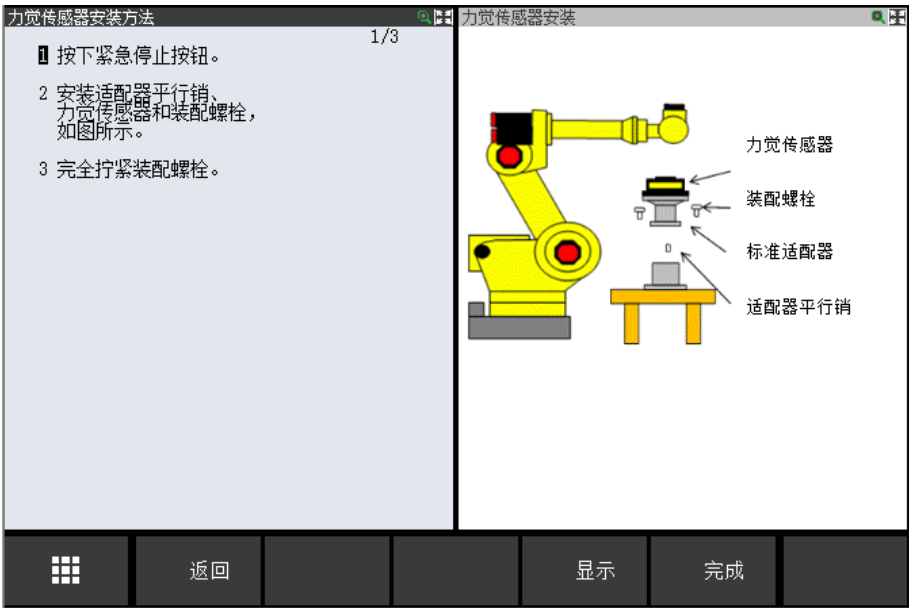 力觉传感器安装方法
1/3
1 按下紧急停止按钮。
2 安装适配器平行销、
力觉传感器和装配螺栓，
如图所示。
3 完全拧紧装配螺栓。
力觉传感器安装
力觉传感器
装配螺栓
标准适配器
适配器平行销
返回
显示
完成